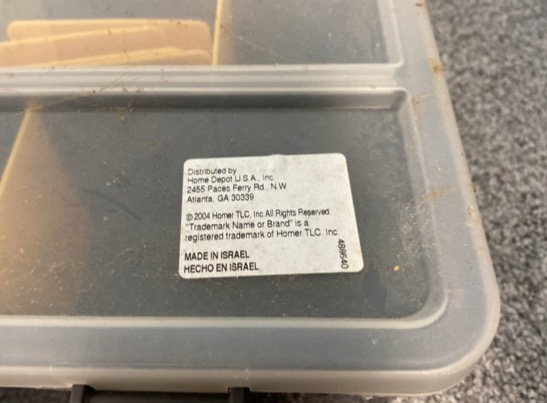 Distributed by
Home Depot U.S.A., Inc.
2455 Paces Ferry Rd., N.W
Atlanta, GA 30339
© 2004 Homer TLC, Inc. All Rights Reserved
"Trademark Name or Brand" is a
registered trademark of Homer TLC, Inc.
MADE IN ISRAEL
HECHO EN ISRAEL
488640